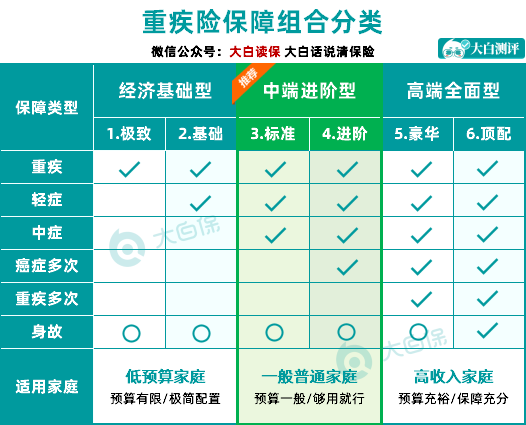 重疾险保障组合分类
微信公众号：大白读保 大白话说清保险
大白测评
保障类型
经济基础型
推荐
中端进阶型
高端全面型
1.极致
2.基础
3.标准
4.进阶
5.豪华
6.顶配
重疾
轻症
中症
癌症多次
重疾多次
身故
大白保
大白保
适用家庭
低预算家庭
一般普通家庭
高收入家庭
预算有限/极简配置
预算一般/够用就行
预算充裕/保障充分